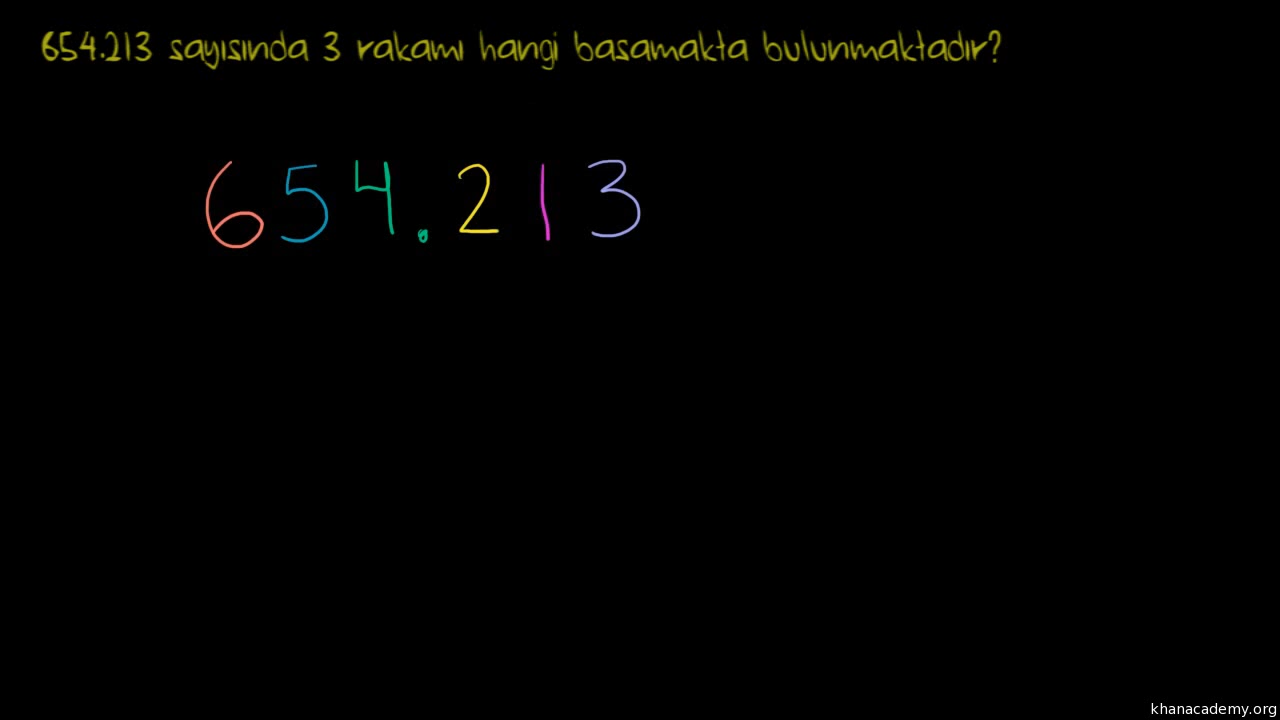 654.213 sayısında 3 rakamı hangi basamakta bulunmaktadır?
654.213
khanacademy.org